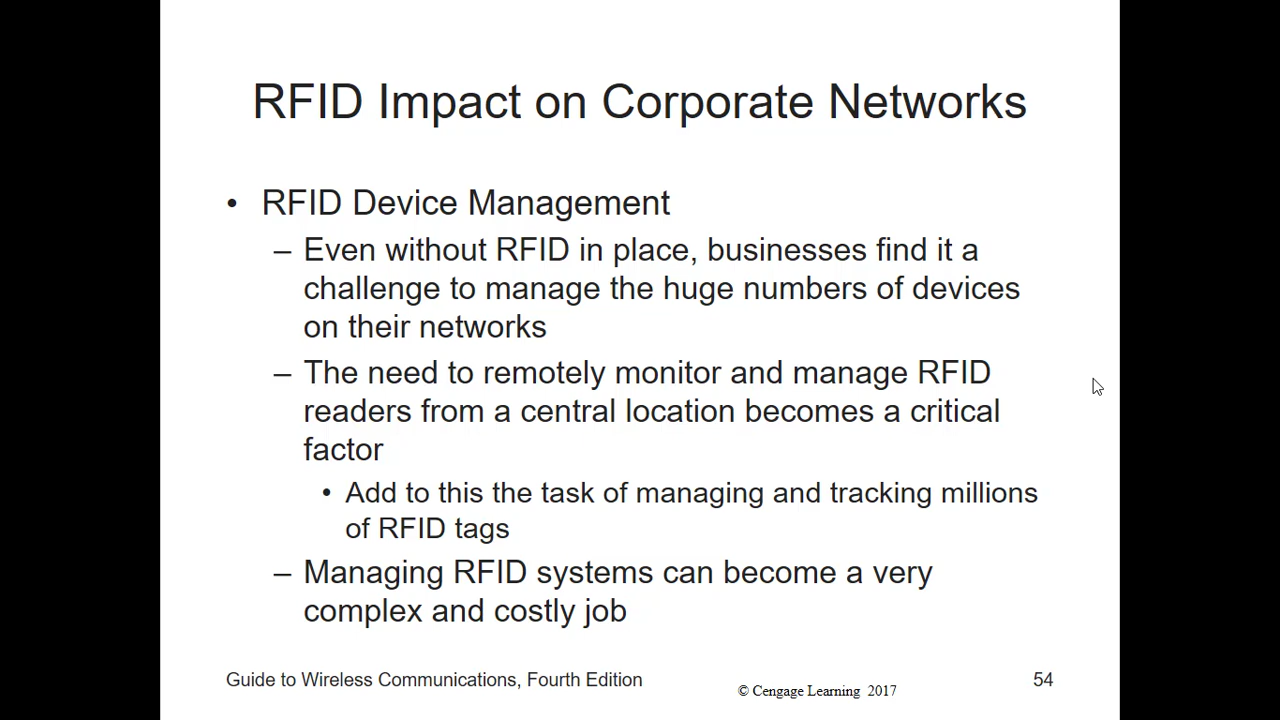 RFID Impact on Corporate Networks
• RFID Device Management
– Even without RFID in place, businesses find it a
challenge to manage the huge numbers of devices
on their networks
– The need to remotely monitor and manage RFID
readers from a central location becomes a critical
factor
• Add to this the task of managing and tracking millions
of RFID tags
– Managing RFID systems can become a very
complex and costly job
Guide to Wireless Communications, Fourth Edition
© Cengage Learning 2017
54